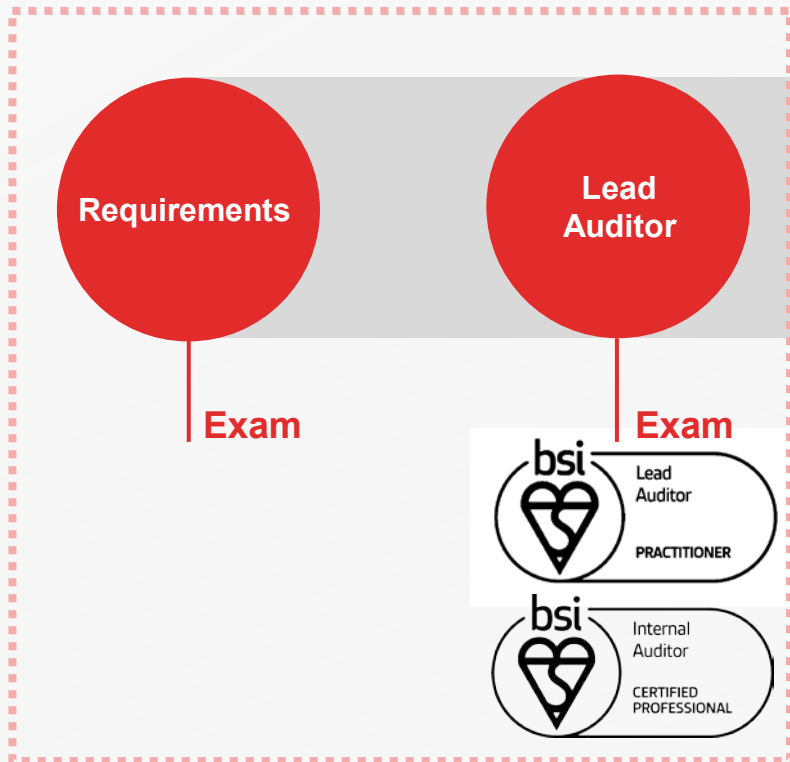 Requirements
Lead
Auditor
Exam
Exam
bsi
Lead
Auditor
PRACTITIONER
bsi
Internal
Auditor
CERTIFIED
PROFESSIONAL